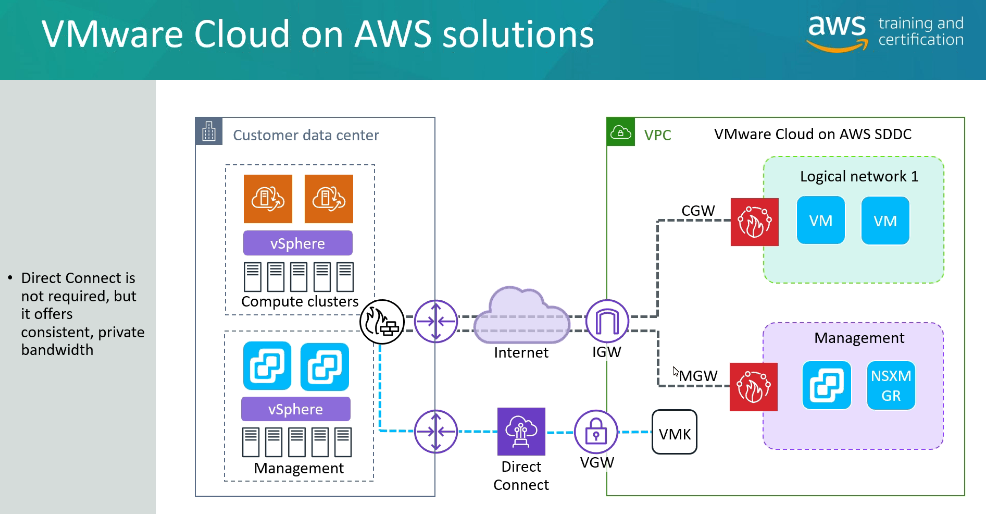 VMware Cloud on AWS solutions
aws training and
certification
Direct Connect is
not required, but
it offers
consistent, private
bandwidth
Customer data center
vSphere
Compute clusters
vSphere
Management
Internet
Direct
Connect
IGW
VGW
VPC
VMware Cloud on AWS SDDC
CGW
Logical network 1
VM
VM
MGW
Management
NSXM
GR
VMK